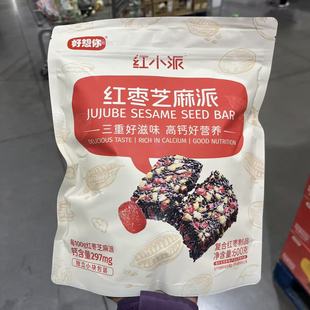 好想你
红小派
红枣芝麻派
JUJUBE SESAME SEED BAR
三重好滋味 高钙好营养
DELICIOUS TASTE | RICH IN CALCIUM | GOOD NUTRITION
每100g红枣芝麻派
钙含量297mg
独立小块包装
复合红枣制品
净含量:600克